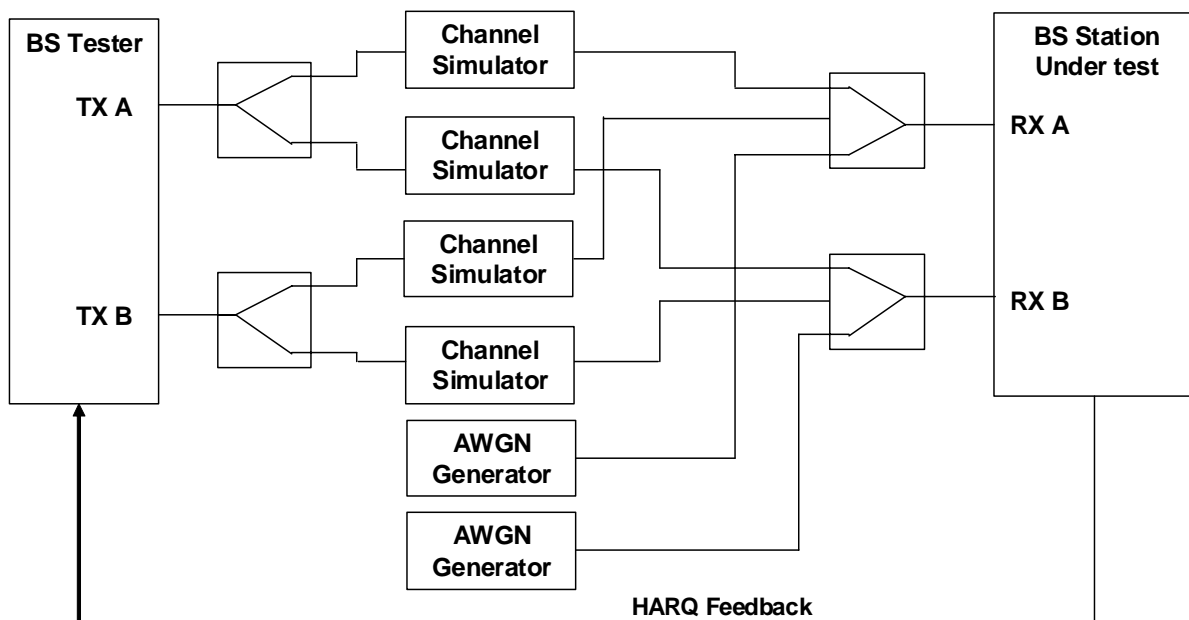 BS Tester
TX A
TX B
Channel
Simulator
Channel
Simulator
Channel
Simulator
Channel
Simulator
AWGN
Generator
AWGN
Generator
BS Station
Under test
RX A
RX B
HARQ Feedback